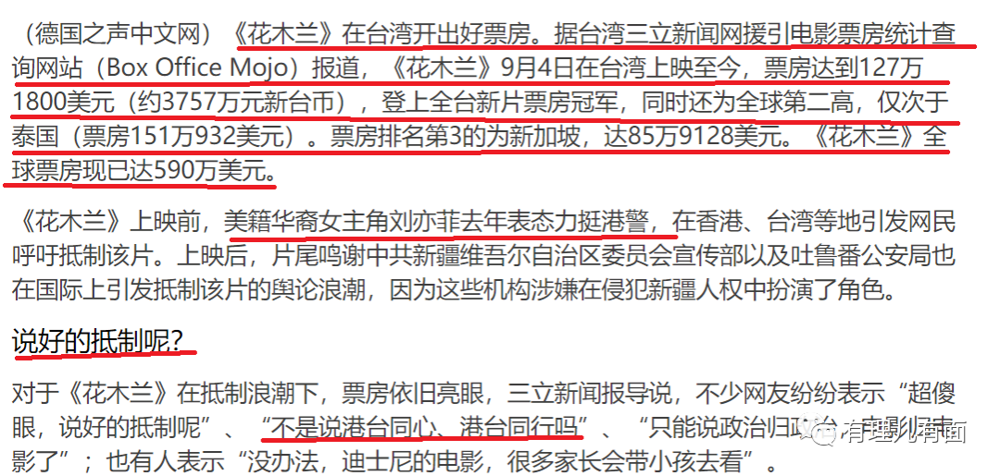 （德国之声中文网）《花木兰》在台湾开出好票房。据台湾三立新闻网援引电影票房统计查
询网站（Box Office Mojo）报道，《花木兰》9月4日在台湾上映至今，票房达到127万
1800美元（约3757万元新台币），登上全台新片票房冠军，同时还为全球第二高，仅次于
泰国（票房151万932美元）。票房排名第3的为新加坡，达85万9128美元。《花木兰》全
球票房现已达590万美元。
《花木兰》上映前，美籍华裔女主角刘亦菲去年表态力挺港警，在香港、台湾等地引发网民
呼吁抵制该片。上映后，片尾鸣谢中共新疆维吾尔自治区委员会宣传部以及吐鲁番公安局也
在国际上引发抵制该片的舆论浪潮，因为这些机构涉嫌在侵犯新疆人权中扮演了角色。
说好的抵制呢？
对于《花木兰》在抵制浪潮下，票房依旧亮眼，三立新闻报导说，不少网友纷纷表示“超傻
眼，说好的抵制呢”、“不是说港台同心、港台同行吗”、“只能说政治归政
影了”；也有人表示“没办法，迪士尼的电影，很多家长会带小孩去看”。
有理儿有面